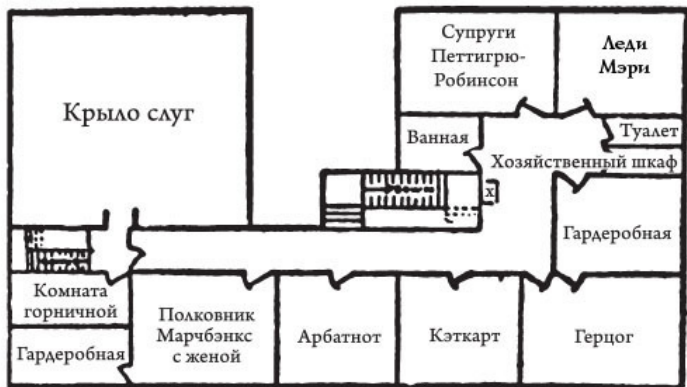 Супруги
Петтигрю-
Робинсон
Леди
Мэри
Крыло слуг
Ванная
Туалет
Хозяйственный шкаф
х
Гардеробная
Комната
горничной
Гардеробная
Полковник
Марчбэнкс
с женой
Арбатнот
Кэткарт
Герцог